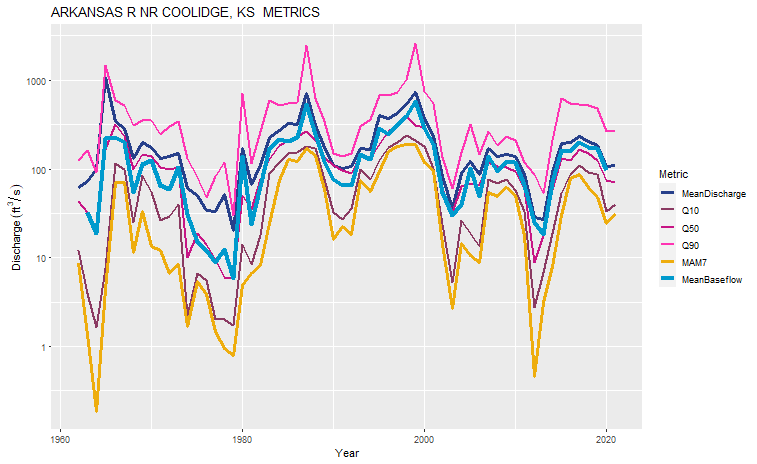 ARKANSAS R NR COOLIDGE, KS  METRICS
Discharge (ft³/s)
1000
100
10
1
1960
1980
2000
2020
Year
Metric
MeanDischarge
Q10
Q50
Q90
MAM7
MeanBaseflow